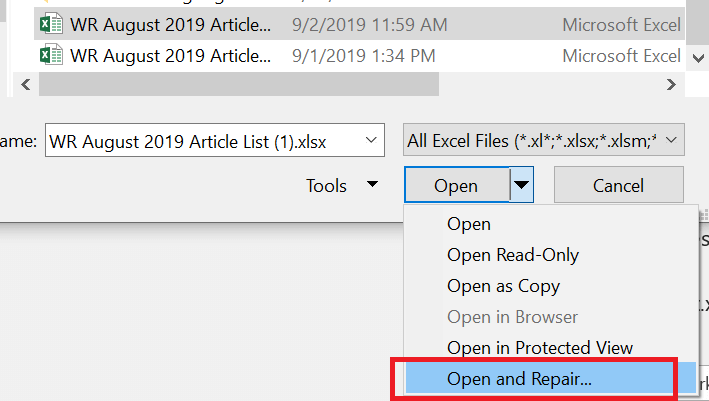 WR August 2019 Article... 9/2/2019 11:59 AM Microsoft Excel
WR August 2019 Article... 9/1/2019 1:34 PM Microsoft Excel
ame: WR August 2019 Article List (1).xlsx All Excel Files (*.xl*;*.xlsx;*.xlsm;*
Tools Open Cancel
Open
Open Read-Only
Open as Copy
Open in Browser
Open in Protected View
Open and Repair...